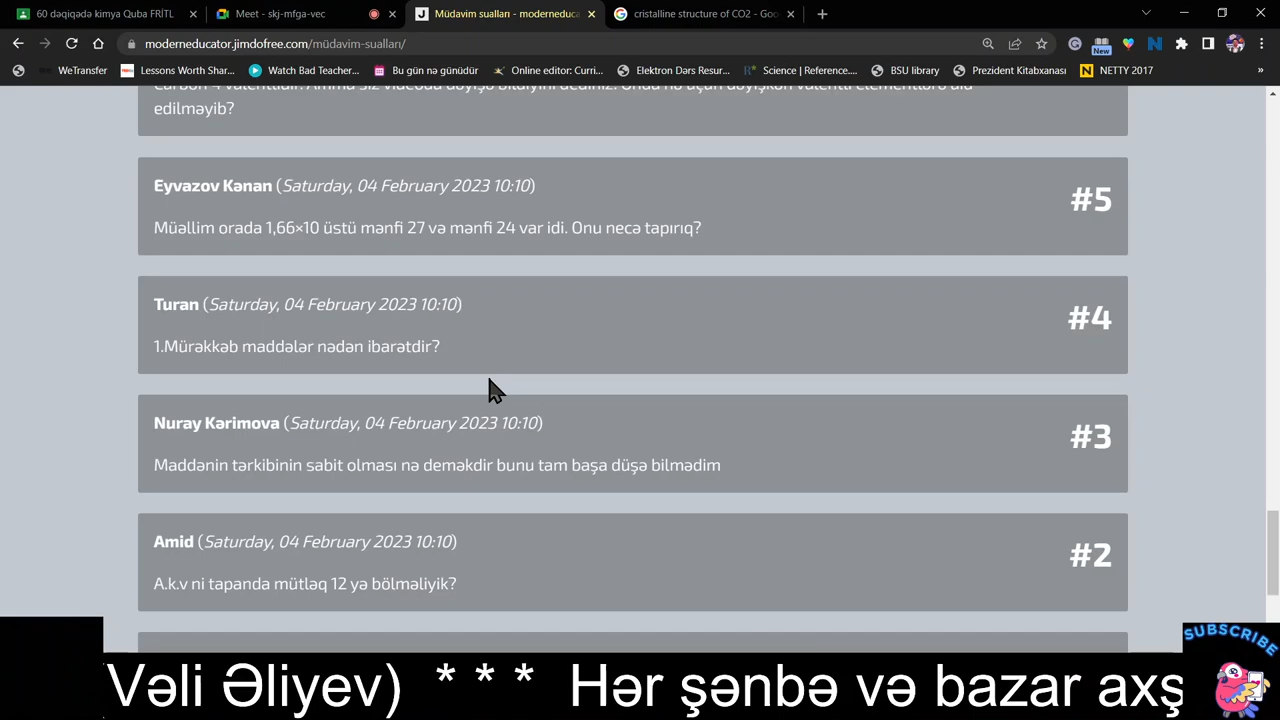 60 dəqiqədə kimya Quba FRİTL
Meet - skj-mfga-vec
Müdavim sualları - moderneduca
cristalline structure of CO2 - Goo
moderneducator.jimdofree.com/müdavim-sualları/
New
WeTransfer
Lessons Worth Shar...
Watch Bad Teacher...
Bu gün nə günüdür
Online editor: Curri...
Elektron Dərs Resur...
Science | Reference....
BSU library
Prezident Kitabxanası
NETTY 2017
»
edilməyib?
Eyvazov Kənan (Saturday, 04 February 2023 10:10)
#5
Müəllim orada 1,66×10 üstü mənfi 27 və mənfi 24 var idi. Onu necə tapırıq?
Turan (Saturday, 04 February 2023 10:10)
#4
1.Mürəkkəb maddələr nədən ibarətdir?
Nuray Kərimova (Saturday, 04 February 2023 10:10)
#3
Maddənin tərkibinin sabit olması nə deməkdir bunu tam başa düşə bilmədim
Amid (Saturday, 04 February 2023 10:10)
#2
A.k.v ni tapanda mütləq 12 yə bölməliyik?
SUBSCRIBE
Vəli Əliyev) * * * Hər şənbə və bazar axş